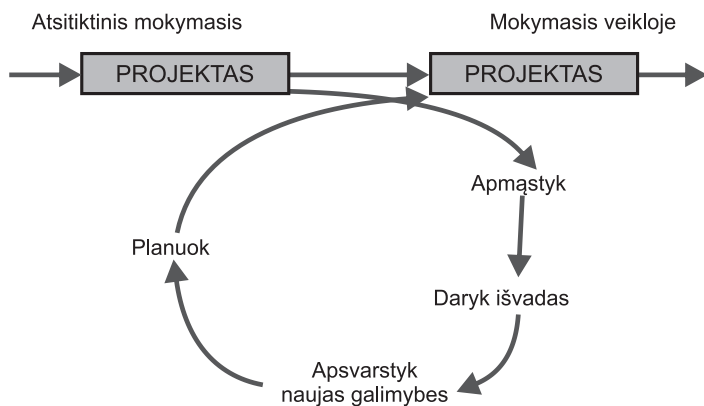 Atsitiktinis mokymasis
Mokymasis veikloje
PROJEKTAS
PROJEKTAS
Apmąstyk
Planuok
Daryk išvadas
Apsvarstyk
naujas galimybes